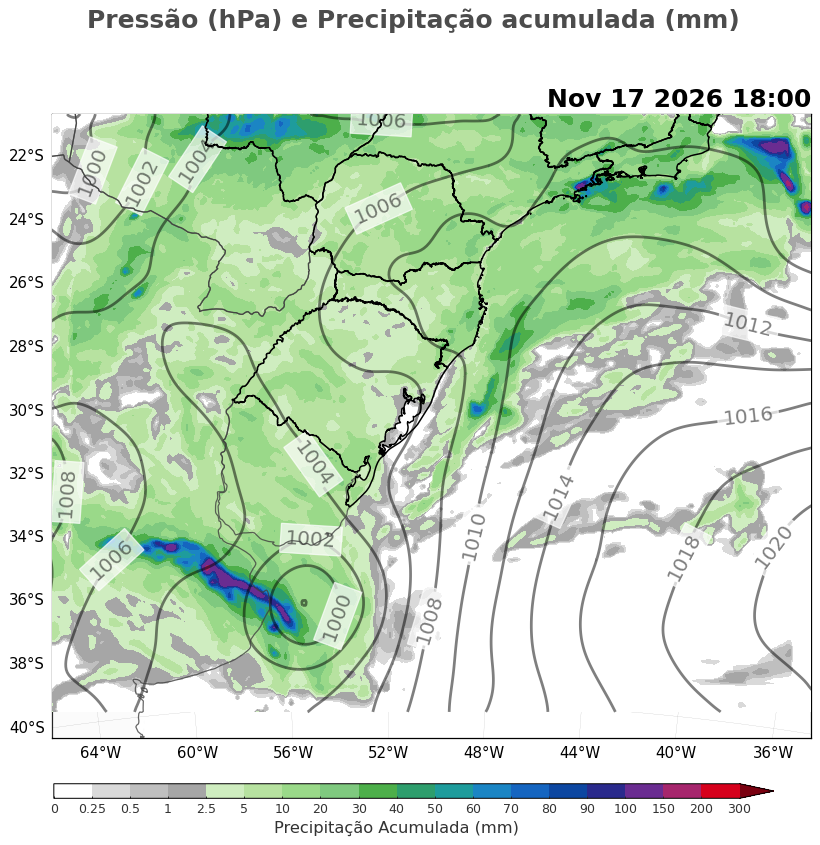 Pressão (hPa) e Precipitação acumulada (mm)
Nov 17 2026 18:00
1006
1000
1002
1004
22°S
1006
24°S
26°S
1012
28°S
30°S
1016
1004
32°S
1008
1014
1010
34°S
1002
1018
1020
1006
36°S
1000
1008
38°S
40°S
64°W 60°W 56°W 52°W 48°W 44°W 40°W 36°W
0 0.25 0.5 1 2.5 5 10 20 30 40 50 60 70 80 90 100 150 200 300
Precipitação Acumulada (mm)